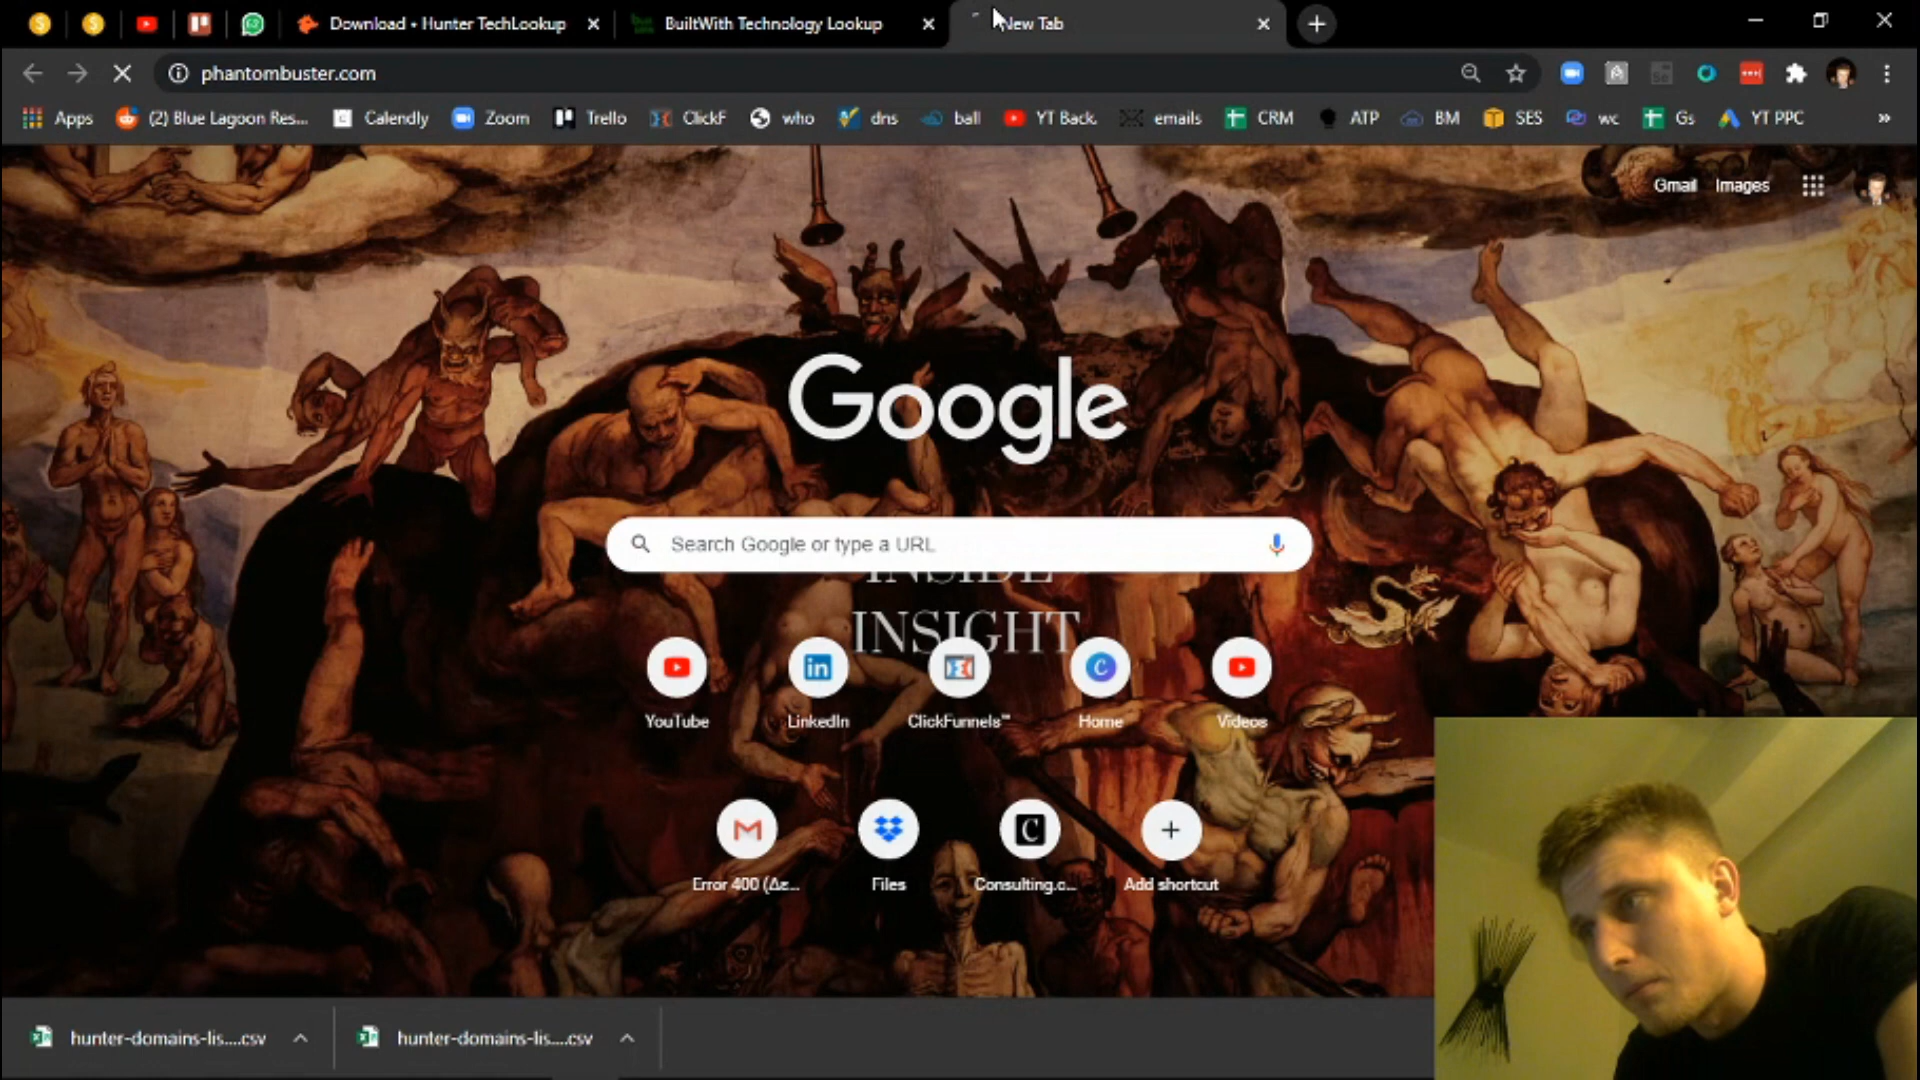 Download • Hunter TechLookup
BuiltWith Technology Lookup
New Tab
phantombuster.com
Apps
(2) Blue Lagoon Res...
Calendly
Zoom
Trello
ClickF
who
dns
ball
YT Back.
emails
CRM
ATP
BM
SES
wc
Gs
YT PPC
»
Gmail
Images
Google
Search Google or type a URL
INSIDE
INSIGHT
YouTube
LinkedIn
ClickFunnels™
Home
Videos
Error 400 (Δε...
Files
Consulting.c...
Add shortcut
hunter-domains-lis....csv
hunter-domains-lis....csv